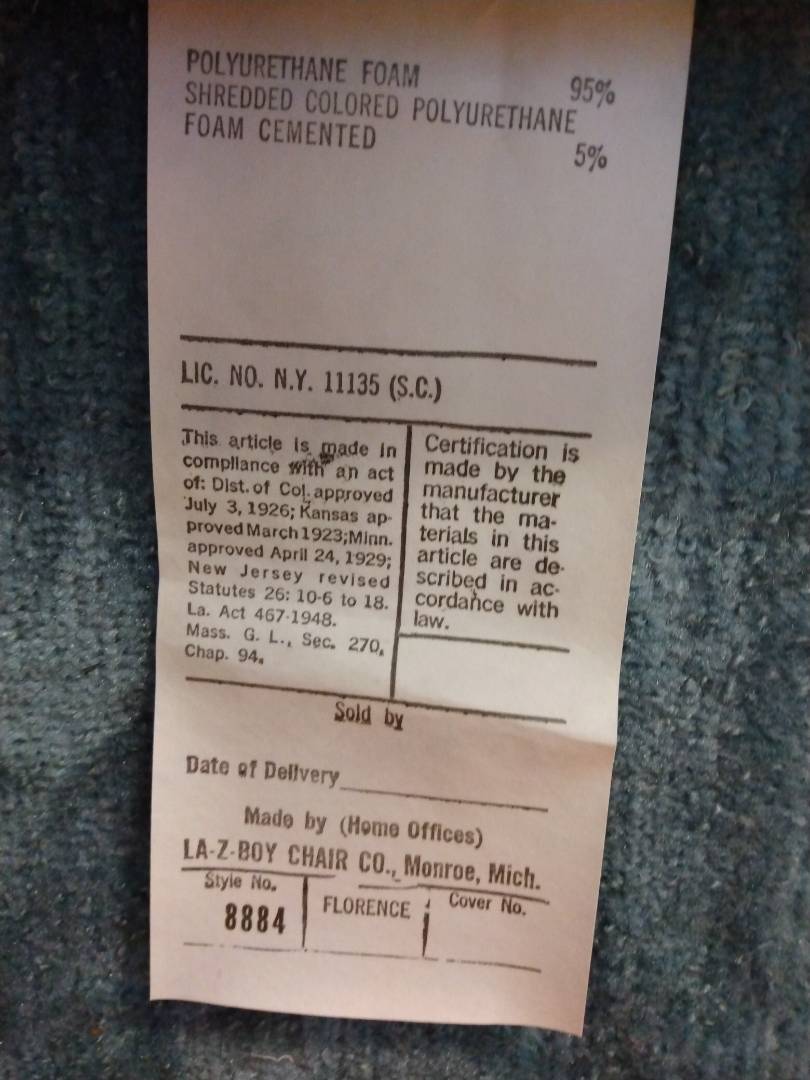 POLYURETHANE FOAM 95%
SHREDDED COLORED POLYURETHANE
FOAM CEMENTED 5%
LIC. NO. N.Y. 11135 (S.C.)
This article is made in
compliance with an act
of: Dist. of Col. approved
July 3, 1926; Kansas ap-
proved March 1923; Minn.
approved April 24, 1929;
New Jersey revised
Statutes 26: 10-6 to 18.
La. Act 467-1948.
Mass. G. L., Sec. 270,
Chap. 94.
Certification is
made by the
manufacturer
that the ma-
terials in this
article are de-
scribed in ac-
cordance with
law.
Sold by
Date of Delivery
Made by (Home Offices)
LA-Z-BOY CHAIR CO., Monroe, Mich.
Style No.
8884
FLORENCE
Cover No.